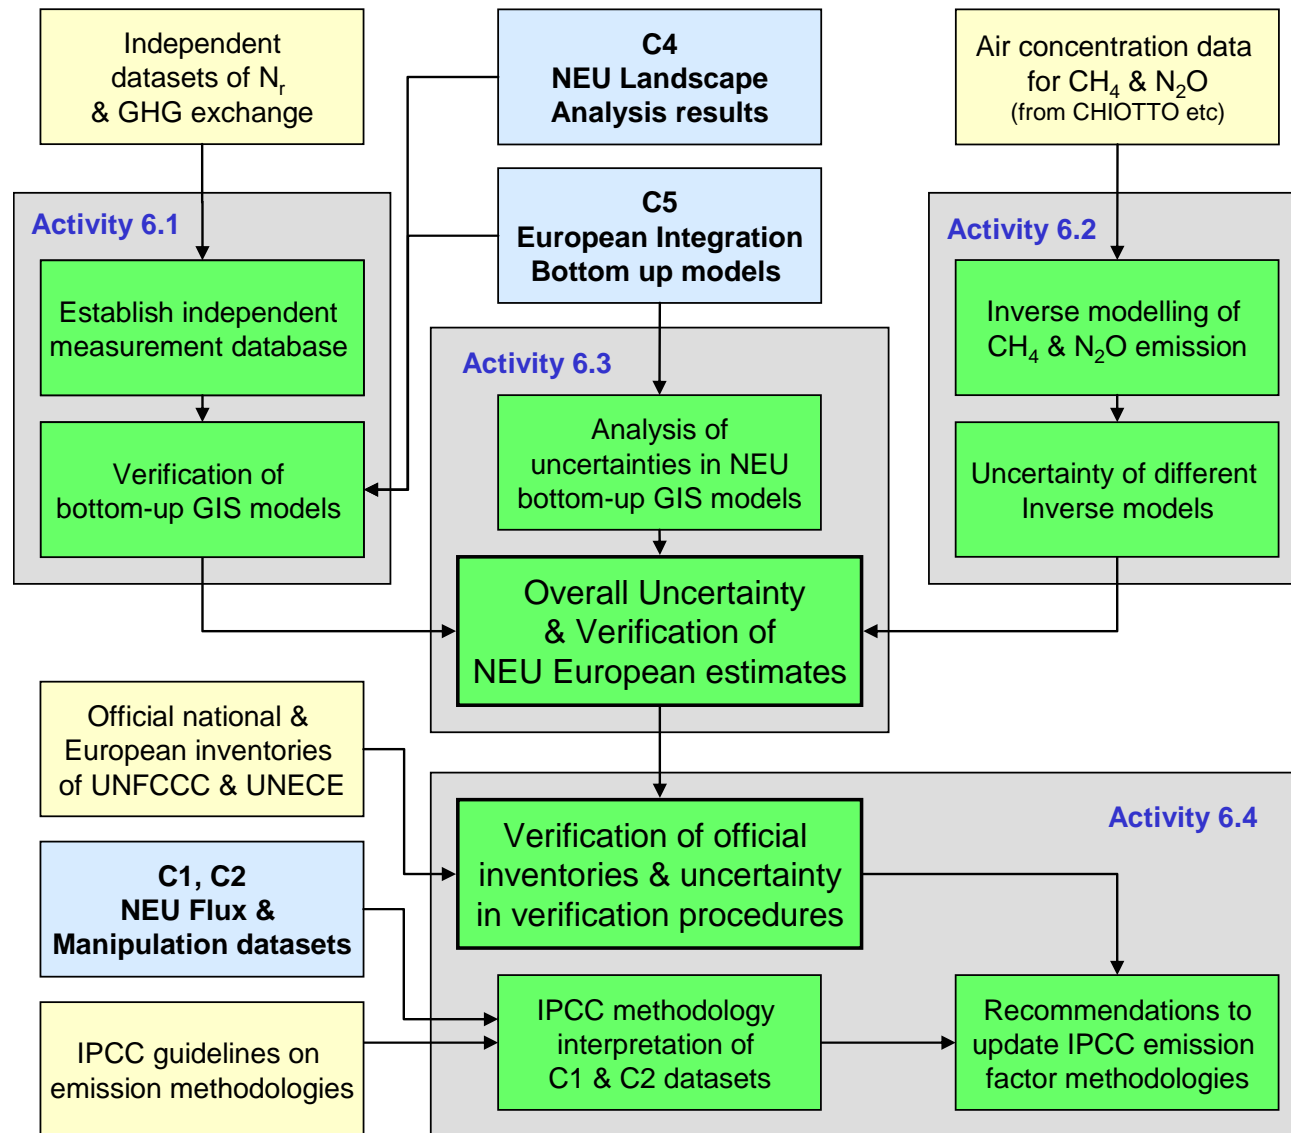 Independent
datasets of Nr
& GHG exchange
C4
NEU Landscape
Analysis results
Air concentration data
for CH4 & N2O
(from CHIOTTO etc)
Activity 6.1
Establish independent
measurement database
Verification of
bottom-up GIS models
C5
European Integration
Bottom up models
Activity 6.2
Inverse modelling of
CH4 & N2O emission
Uncertainty of different
Inverse models
Activity 6.3
Analysis of
uncertainties in NEU
bottom-up GIS models
Overall Uncertainty
& Verification of
NEU European estimates
Official national &
European inventories
of UNFCCC & UNECE
C1, C2
NEU Flux &
Manipulation datasets
IPCC guidelines on
emission methodologies
Activity 6.4
Verification of official
inventories & uncertainty
in verification procedures
IPCC methodology
interpretation of
C1 & C2 datasets
Recommendations to
update IPCC emission
factor methodologies